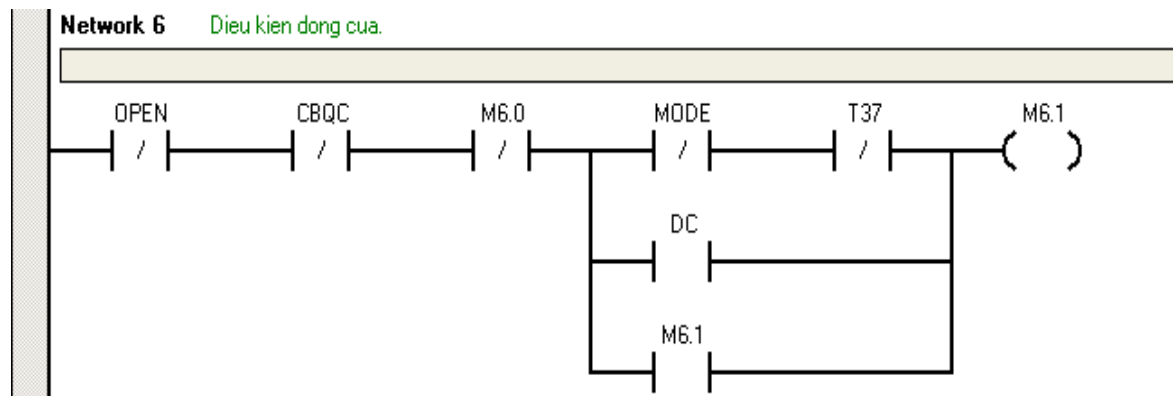 Network 6 Dieu kien dong cua.
OPEN CBQC M6.0 MODE T37 M6.1
DC
M6.1